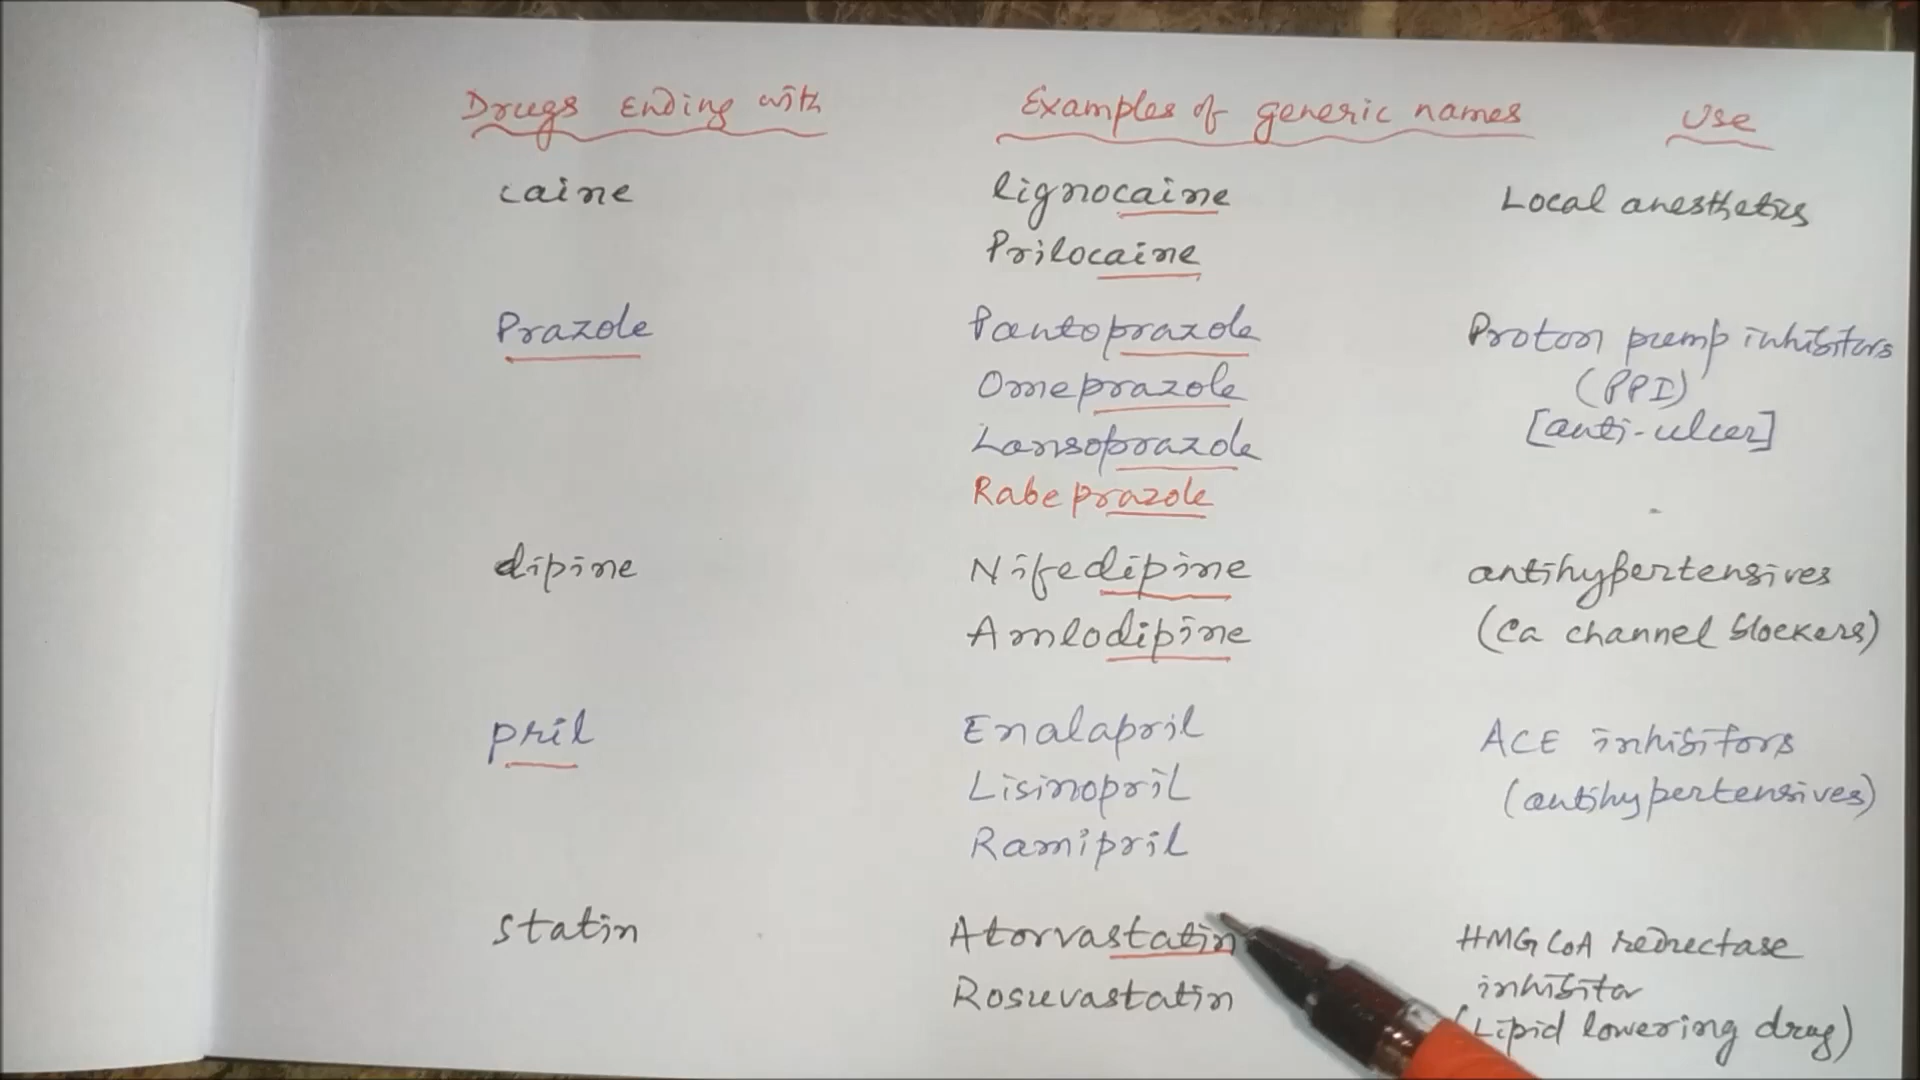 Drugs Ending with Examples of generic names Use
caine lignocaine Local anesthetics
Prilocaine
Prazole Pantoprazole Proton pump inhibitors
Omeprazole (PPI)
Lansoprazole [anti-ulcer]
Rabeprazole
dipine Nifedipine antihypertensives
Amlodipine (Ca channel blockers)
pril Enalapril ACE inhibitors
Lisinopril (antihypertensives)
Ramipril
statin Atorvastatin HMG CoA reductase
Rosuvastatin inhibitor
(Lipid lowering drug)